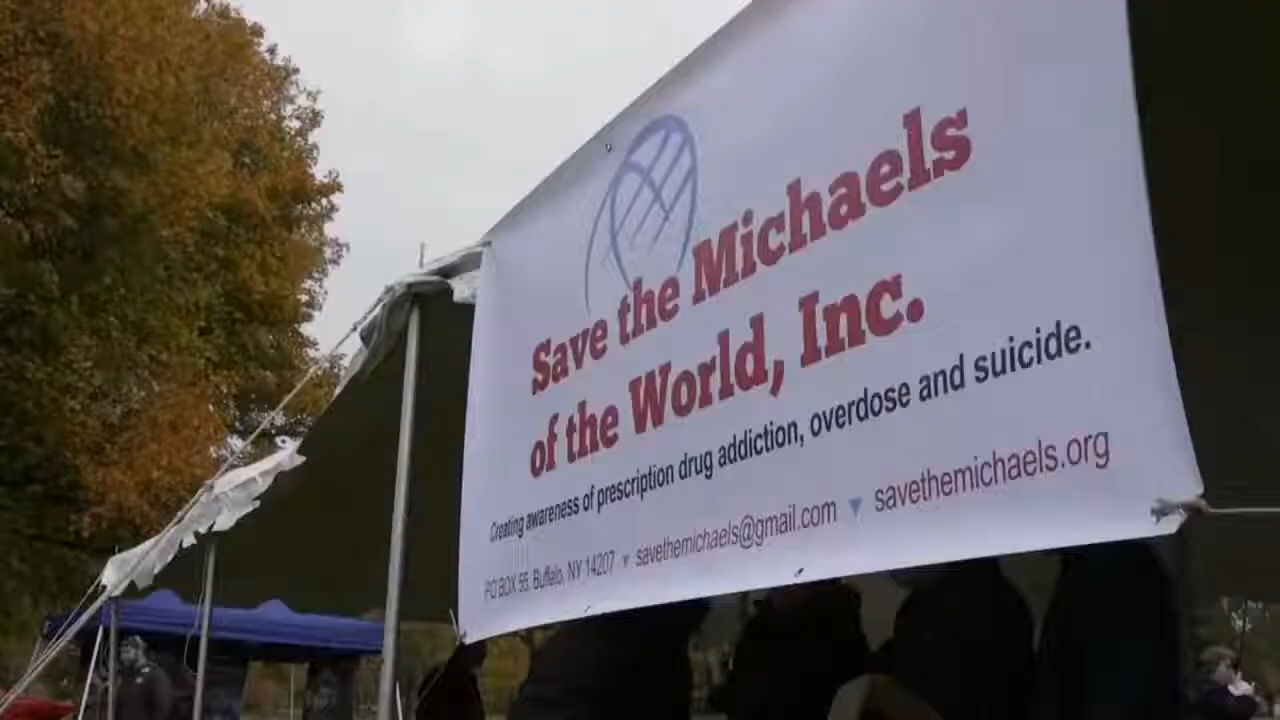 Save the Michaels
of the World, Inc.
Creating awareness of prescription drug addiction, overdose and suicide.
PO BOX 55, Buffalo, NY 14207 ▼ savethemichaels@gmail.com ▼ savethemichaels.org